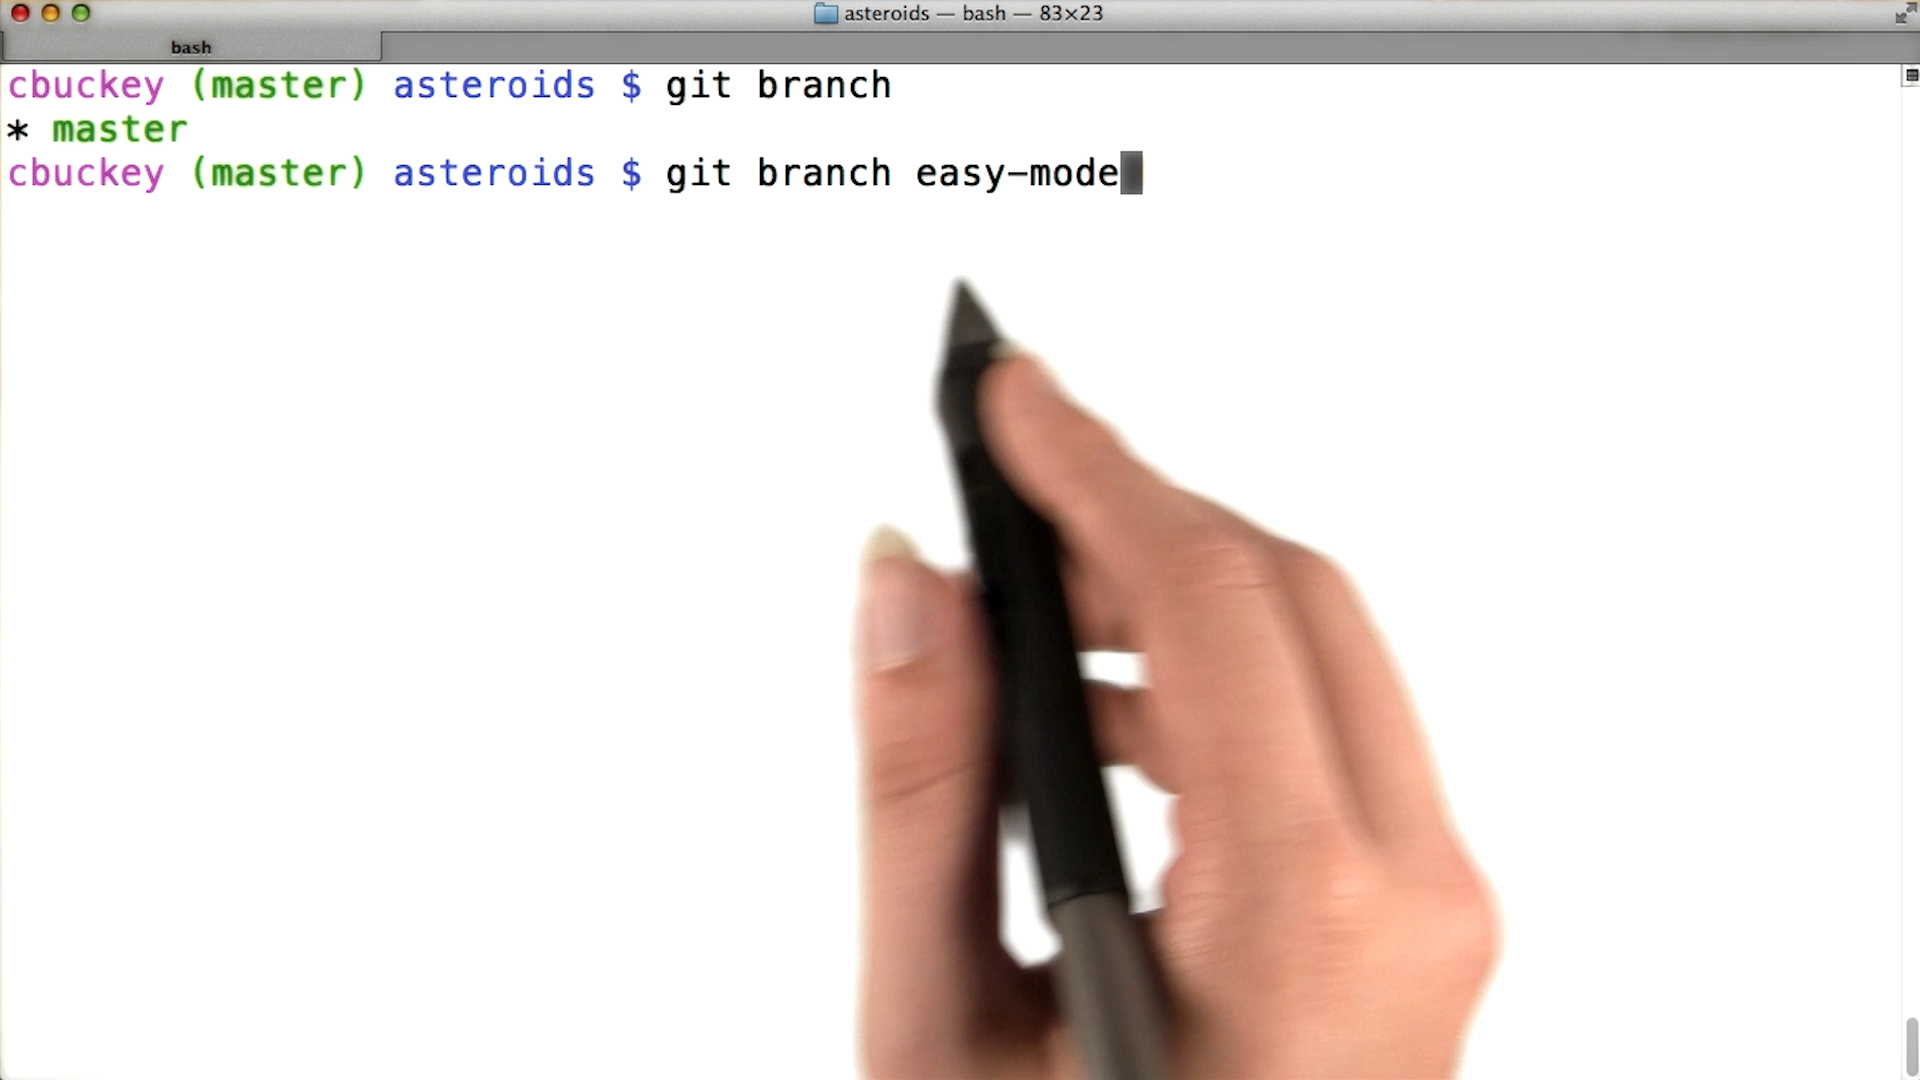 asteroids — bash — 83×23
bash
cbuckey (master) asteroids $ git branch
* master
cbuckey (master) asteroids $ git branch easy-mode